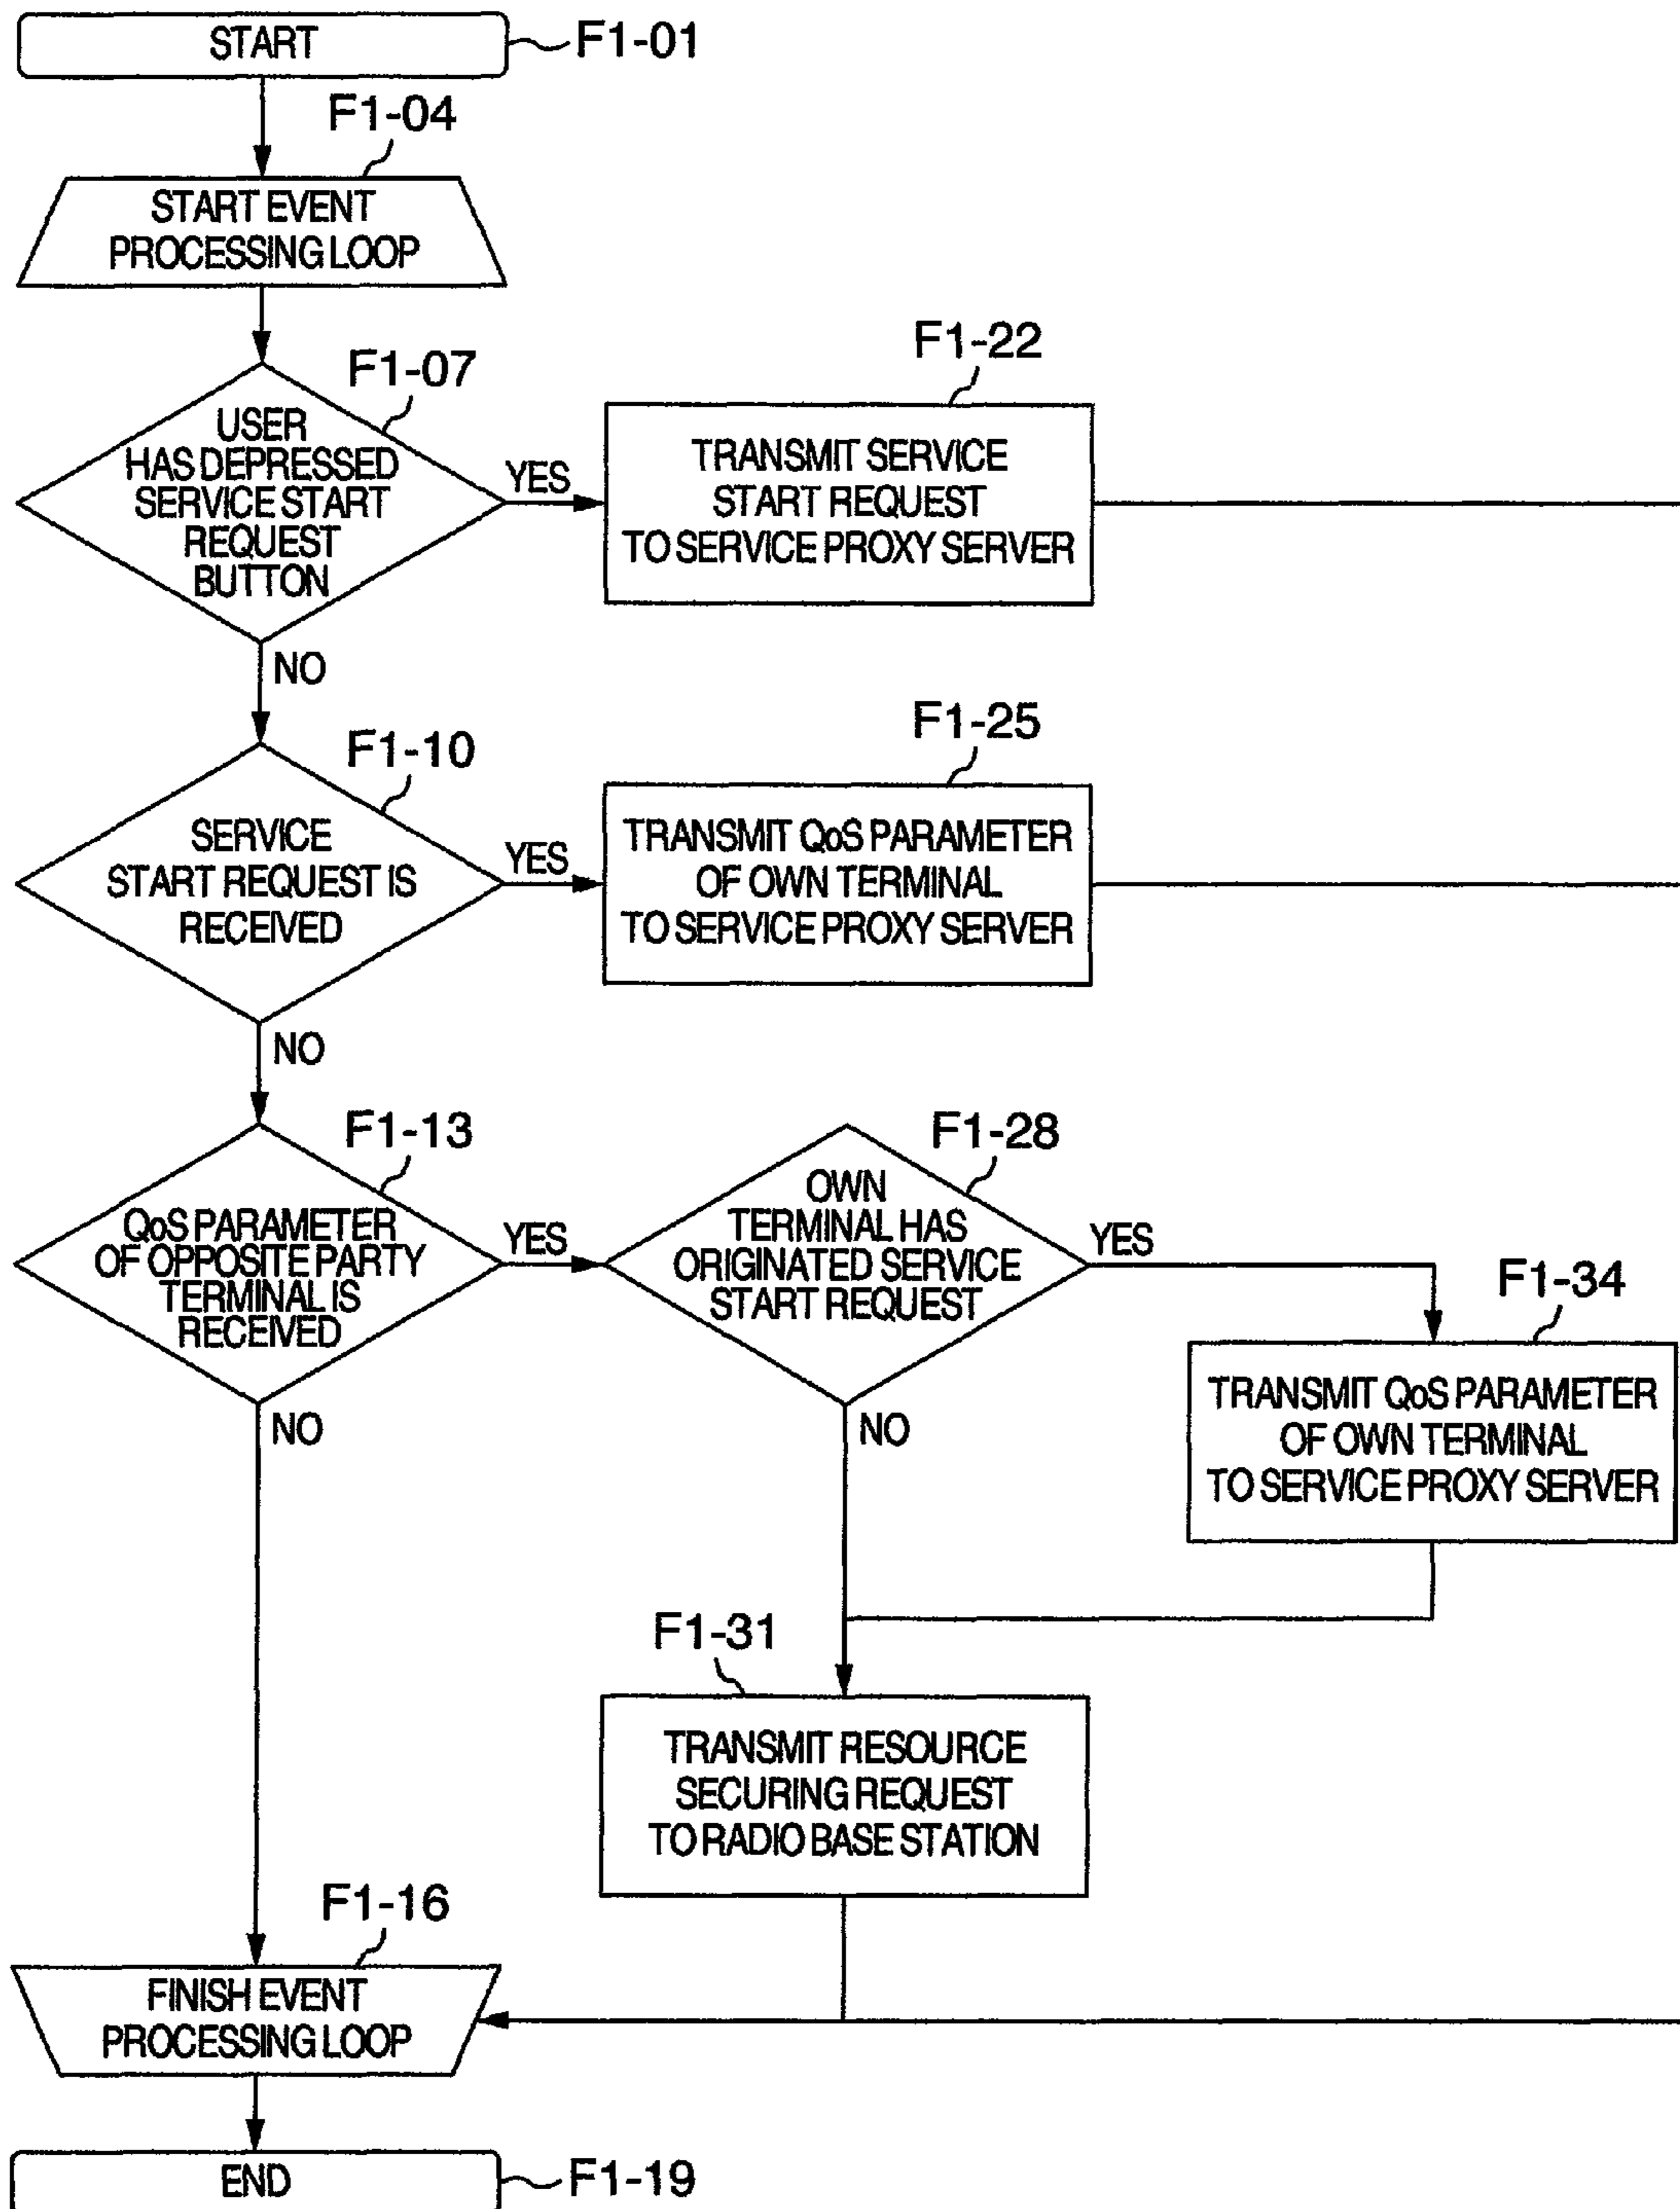 START
F1-01
F1-04
START EVENT
PROCESSING LOOP
F1-07
USER
HAS DEPRESSED
SERVICE START
REQUEST
BUTTON
YES
NO
F1-22
TRANSMIT SERVICE
START REQUEST
TO SERVICE PROXY SERVER
F1-10
SERVICE
START REQUEST IS
RECEIVED
YES
NO
F1-25
TRANSMIT QoS PARAMETER
OF OWN TERMINAL
TO SERVICE PROXY SERVER
F1-13
QoS PARAMETER
OF OPPOSITE PARTY
TERMINAL IS
RECEIVED
YES
NO
F1-28
OWN
TERMINAL HAS
ORIGINATED SERVICE
START REQUEST
YES
NO
F1-34
TRANSMIT QoS PARAMETER
OF OWN TERMINAL
TO SERVICE PROXY SERVER
F1-31
TRANSMIT RESOURCE
SECURING REQUEST
TO RADIO BASE STATION
F1-16
FINISH EVENT
PROCESSING LOOP
END
F1-19